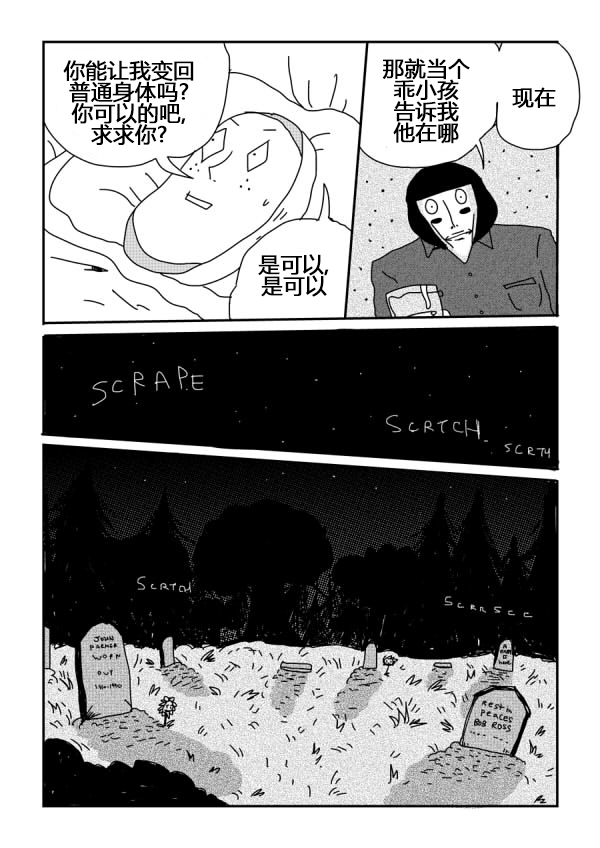 你能让我变回
普通身体吗?
你可以的吧,
求求你?
是可以,
是可以
那就当个
乖小孩
告诉我
他在哪
现在
SCRAPE
SCRTCH
SCRTH
SCRTCH
JOHN
PARKER
WORN
OUT
REST IN
PEACES
BOB ROSS